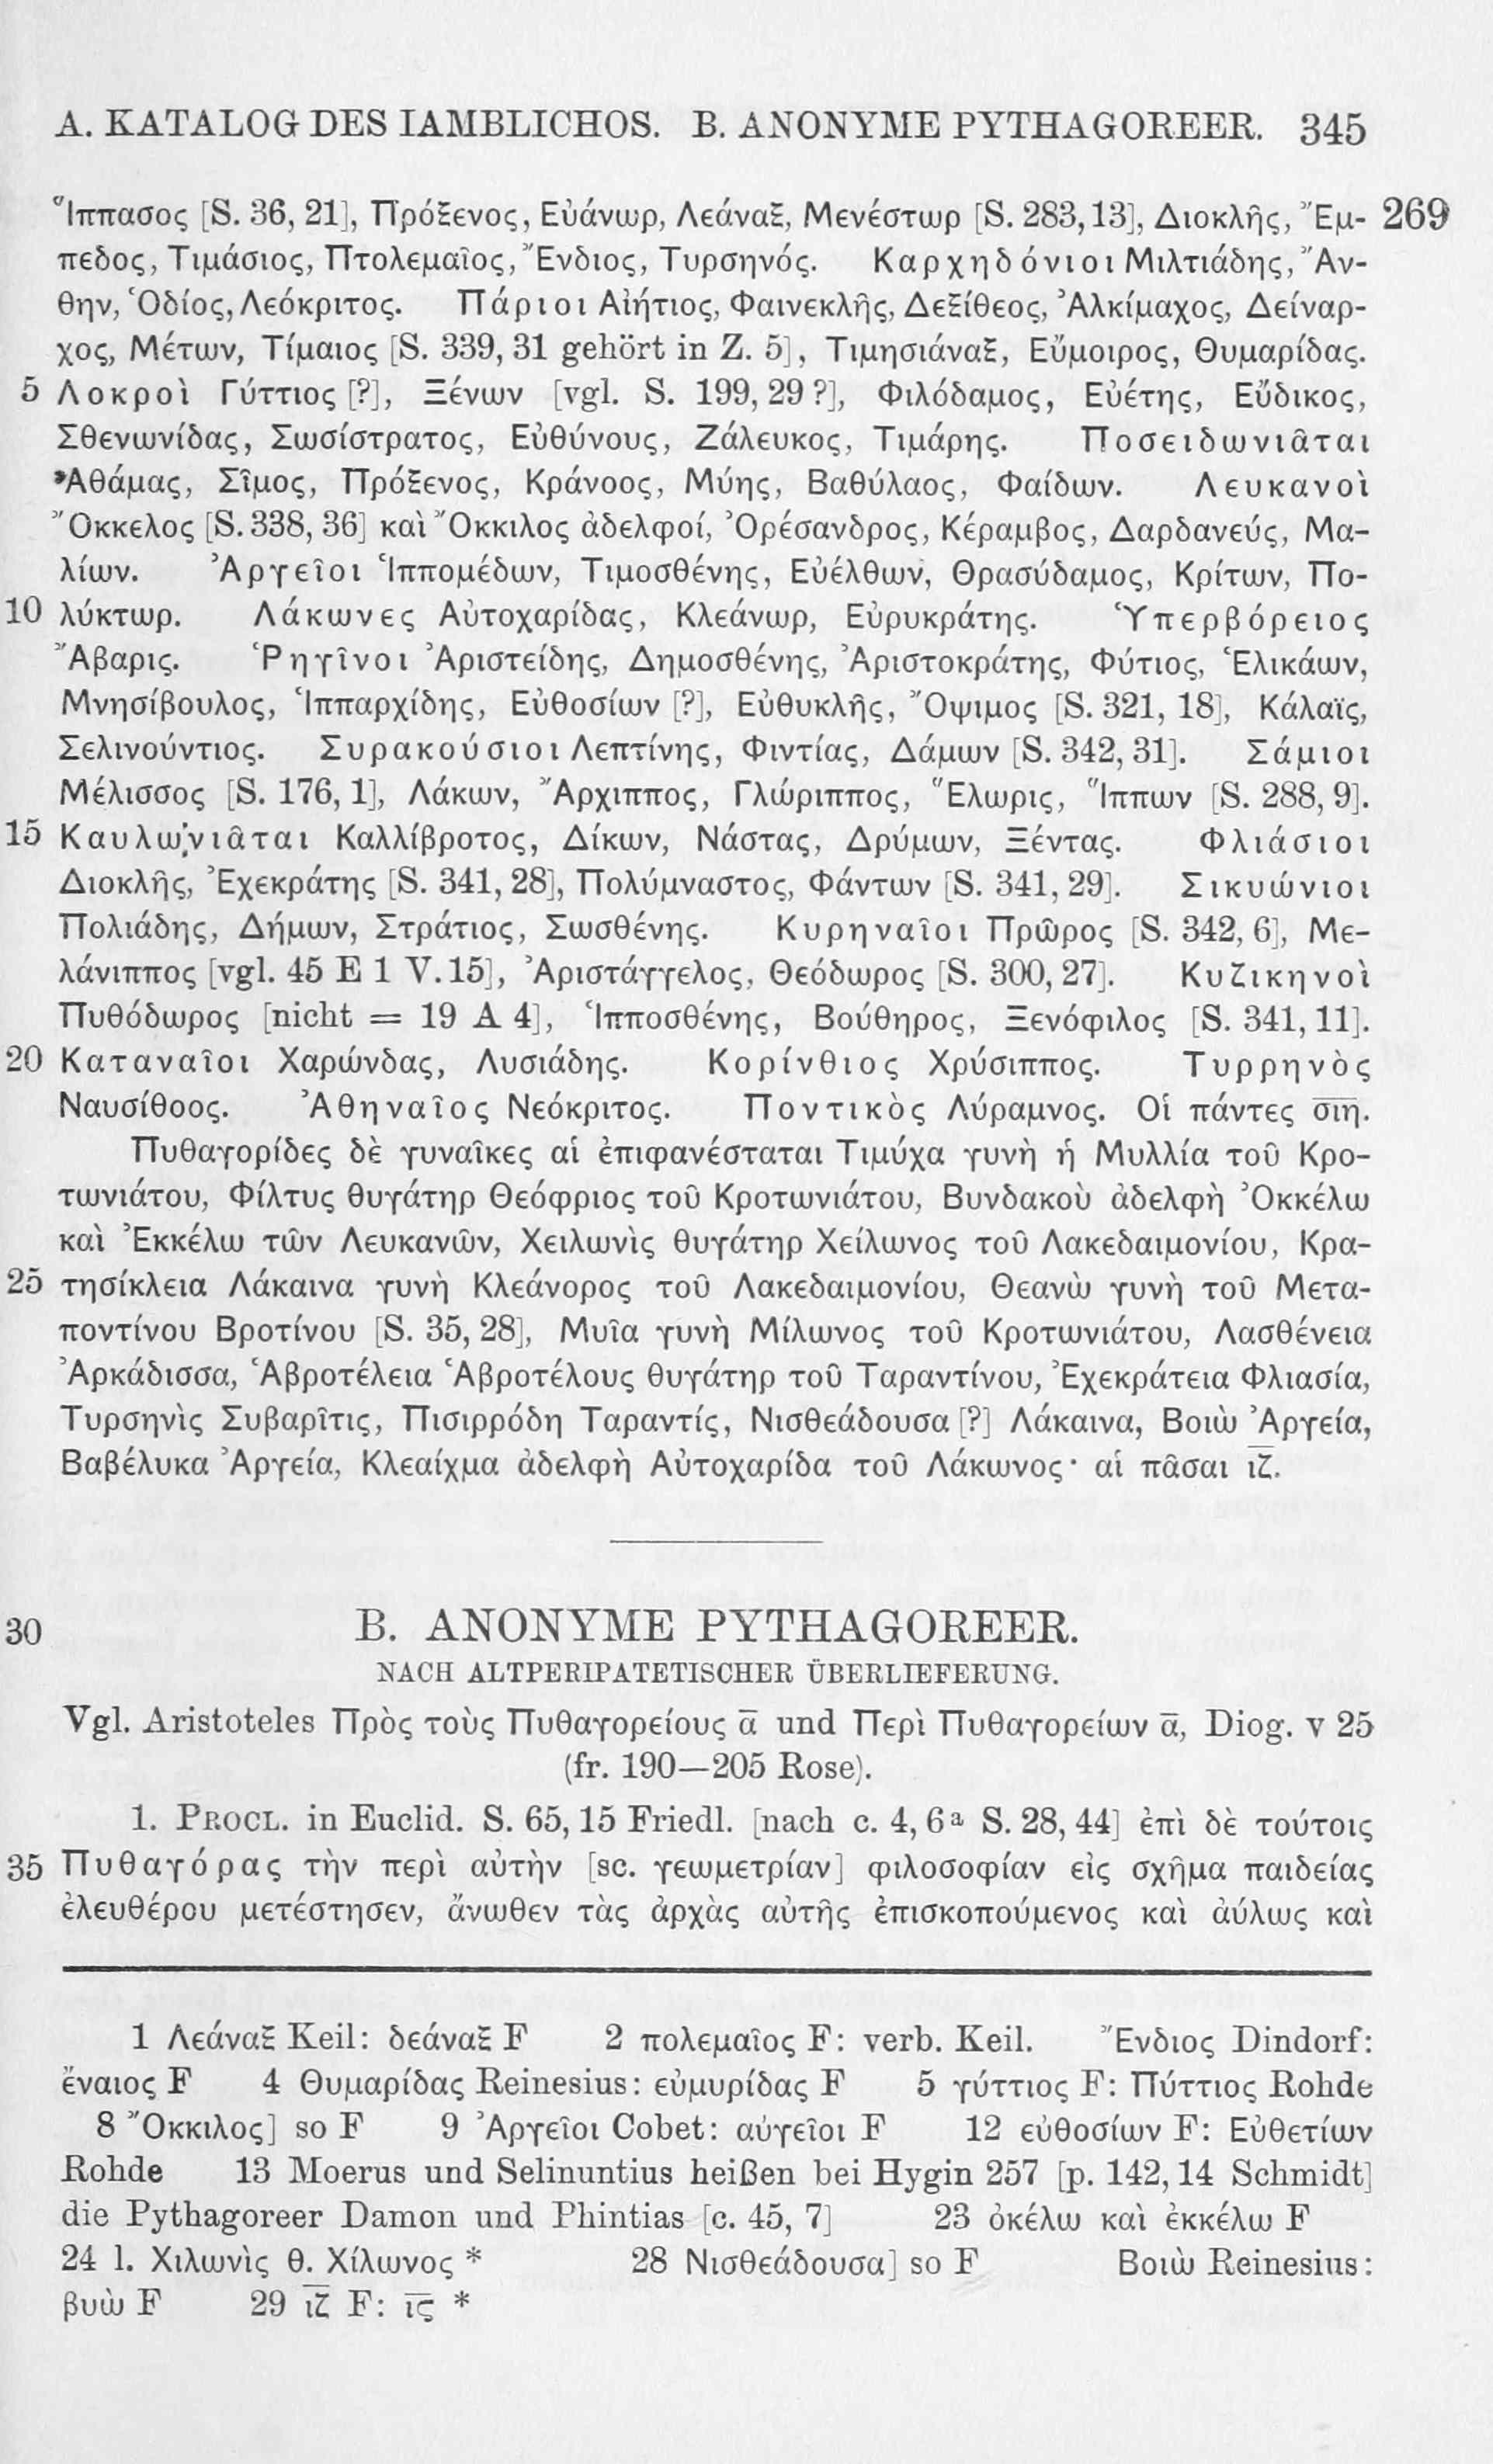 A. KATALOG DES IAMBLICHOS. B. ANONYME PYTHAGOREER. 345
Ἵππασος [S. 36, 21], Πρόξενος, Εὐάνωρ, Λεάναξ, Μενέστωρ [S. 283,13], Διοκλῆς, Ἔμ- 269
πεδος, Τιμάσιος, Πτολεμαῖος, Ἔνδιος, Τυρσηνός. Καρχηδόνιοι Μιλτιάδης, Ἄν-
θην, Ὁδίος, Λεόκριτος. Πάριοι Αἰήτιος, Φαινεκλῆς, Δεξίθεος, Ἀλκίμαχος, Δείναρ-
χος, Μέτων, Τίμαιος [S. 339, 31 gehört in Z. 5], Τιμησιάναξ, Εὔμοιρος, Θυμαρίδας.
5 Λοκροὶ Γύττιος [?], Ξένων [vgl. S. 199, 29 ?], Φιλόδαμος, Εὐέτης, Εὔδικος,
Σθενωνίδας, Σωσίστρατος, Εὐθύνους, Ζάλευκος, Τιμάρης. Ποσειδωνιᾶται
Ἀθάμας, Σῖμος, Πρόξενος, Κράνοος, Μύης, Βαθύλαος, Φαίδων. Λευκανοὶ
Ὄκκελος [S. 338, 36] καὶ Ὄκκιλος ἀδελφοί, Ὀρέσανδρος, Κέραμβος, Δαρδανεύς, Μα-
λίων. Ἀργεῖοι Ἱππομέδων, Τιμοσθένης, Εὐέλθων, Θρασύδαμος, Κρίτων, Πο-
10 λύκτωρ. Λάκωνες Αὐτοχαρίδας, Κλεάνωρ, Εὐρυκράτης. Ὑπερβόρειος
Ἄβαρις. Ῥηγῖνοι Ἀριστείδης, Δημοσθένης, Ἀριστοκράτης, Φύτιος, Ἑλικάων,
Μνησίβουλος, Ἱππαρχίδης, Εὐθοσίων [?], Εὐθυκλῆς, Ὄψιμος [S. 321, 18], Κάλαϊς,
Σελινούντιος. Συρακούσιοι Λεπτίνης, Φιντίας, Δάμων [S. 342, 31]. Σάμιοι
Μέλισσος [S. 176, 1], Λάκων, Ἄρχιππος, Γλώριππος, Ἕλωρις, Ἵππων [S. 288, 9].
15 Καυλωνιᾶται Καλλίβροτος, Δίκων, Νάστας, Δρύμων, Ξέντας. Φλιάσιοι
Διοκλῆς, Ἐχεκράτης [S. 341, 28], Πολύμναστος, Φάντων [S. 341, 29]. Σικυώνιοι
Πολιάδης, Δήμων, Στράτιος, Σωσθένης. Κυρηναῖοι Πρῶρος [S. 342, 6], Με-
λάνιππος [vgl. 45 E 1 V. 15], Ἀριστάγγελος, Θεόδωρος [S. 300, 27]. Κυζικηνοὶ
Πυθόδωρος [nicht = 19 A 4], Ἱπποσθένης, Βούθηρος, Ξενόφιλος [S. 341, 11].
20 Καταναῖοι Χαρώνδας, Λυσιάδης. Κορίνθιος Χρύσιππος. Τυρρηνὸς
Ναυσίθοος. Ἀθηναῖος Νεόκριτος. Ποντικὸς Λύραμνος. Οἱ πάντες σ̅ι̅η̅.
Πυθαγορίδες δὲ γυναῖκες αἱ ἐπιφανέσταται Τιμύχα γυνὴ ἡ Μυλλία τοῦ Κρο-
τωνιάτου, Φίλτυς θυγάτηρ Θεόφριος τοῦ Κροτωνιάτου, Βυνδακοὺ ἀδελφὴ Ὀκκέλω
καὶ Ἐκκέλω τῶν Λευκανῶν, Χειλωνὶς θυγάτηρ Χείλωνος τοῦ Λακεδαιμονίου, Κρα-
25 τησίκλεια Λάκαινα γυνὴ Κλεάνορος τοῦ Λακεδαιμονίου, Θεανὼ γυνὴ τοῦ Μετα-
ποντίνου Βροτίνου [S. 35, 28], Μυῖα γυνὴ Μίλωνος τοῦ Κροτωνιάτου, Λασθένεια
Ἀρκάδισσα, Ἁβροτέλεια Ἁβροτέλους θυγάτηρ τοῦ Ταραντίνου, Ἐχεκράτεια Φλιασία,
Τυρσηνὶς Συβαρῖτις, Πισιρρόδη Ταραντίς, Νισθεάδουσα [?] Λάκαινα, Βοιὼ Ἀργεία,
Βαβέλυκα Ἀργεία, Κλεαίχμα ἀδελφὴ Αὐτοχαρίδα τοῦ Λάκωνος· αἱ πᾶσαι ι̅ζ̅.
30 B. ANONYME PYTHAGOREER.
NACH ALTPERIPATETISCHER ÜBERLIEFERUNG.
Vgl. Aristoteles Πρὸς τοὺς Πυθαγορείους α̅ und Περὶ Πυθαγορείων α̅, Diog. v 25
(fr. 190—205 Rose).
1. PROCL. in Euclid. S. 65, 15 Friedl. [nach c. 4, 6ª S. 28, 44] ἐπὶ δὲ τούτοις
35 Πυθαγόρας τὴν περὶ αὐτὴν [sc. γεωμετρίαν] φιλοσοφίαν εἰς σχῆμα παιδείας
ἐλευθέρου μετέστησεν, ἄνωθεν τὰς ἀρχὰς αὐτῆς ἐπισκοπούμενος καὶ ἀύλως καὶ
1 Λεάναξ Keil: δεάναξ F 2 πολεμαῖος F: verb. Keil. Ἔνδιος Dindorf:
ἔναιος F 4 Θυμαρίδας Reinesius: εὐμυρίδας F 5 γύττιος F: Πύττιος Rohde
8 Ὄκκιλος] so F 9 Ἀργεῖοι Cobet: αὐγεῖοι F 12 εὐθοσίων F: Εὐθετίων
Rohde 13 Moerus und Selinuntius heißen bei Hygin 257 [p. 142, 14 Schmidt]
die Pythagoreer Damon und Phintias [c. 45, 7] 23 ὀκέλω καὶ ἐκκέλω F
24 l. Χιλωνὶς θ. Χίλωνος * 28 Νισθεάδουσα] so F Βοιὼ Reinesius:
βυὼ F 29 ι̅ζ̅ F: ι̅ς̅ *